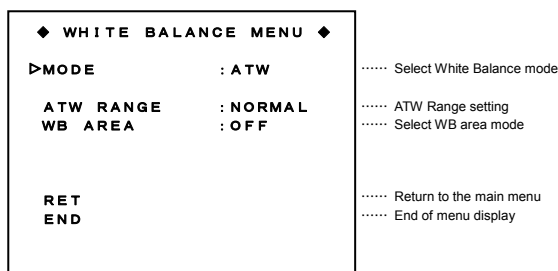 ◆ WHITE BALANCE MENU ◆
▷MODE :ATW ······ Select White Balance mode
ATW RANGE :NORMAL ······ ATW Range setting
WB AREA :OFF ······ Select WB area mode
RET ······ Return to the main menu
END ······ End of menu display